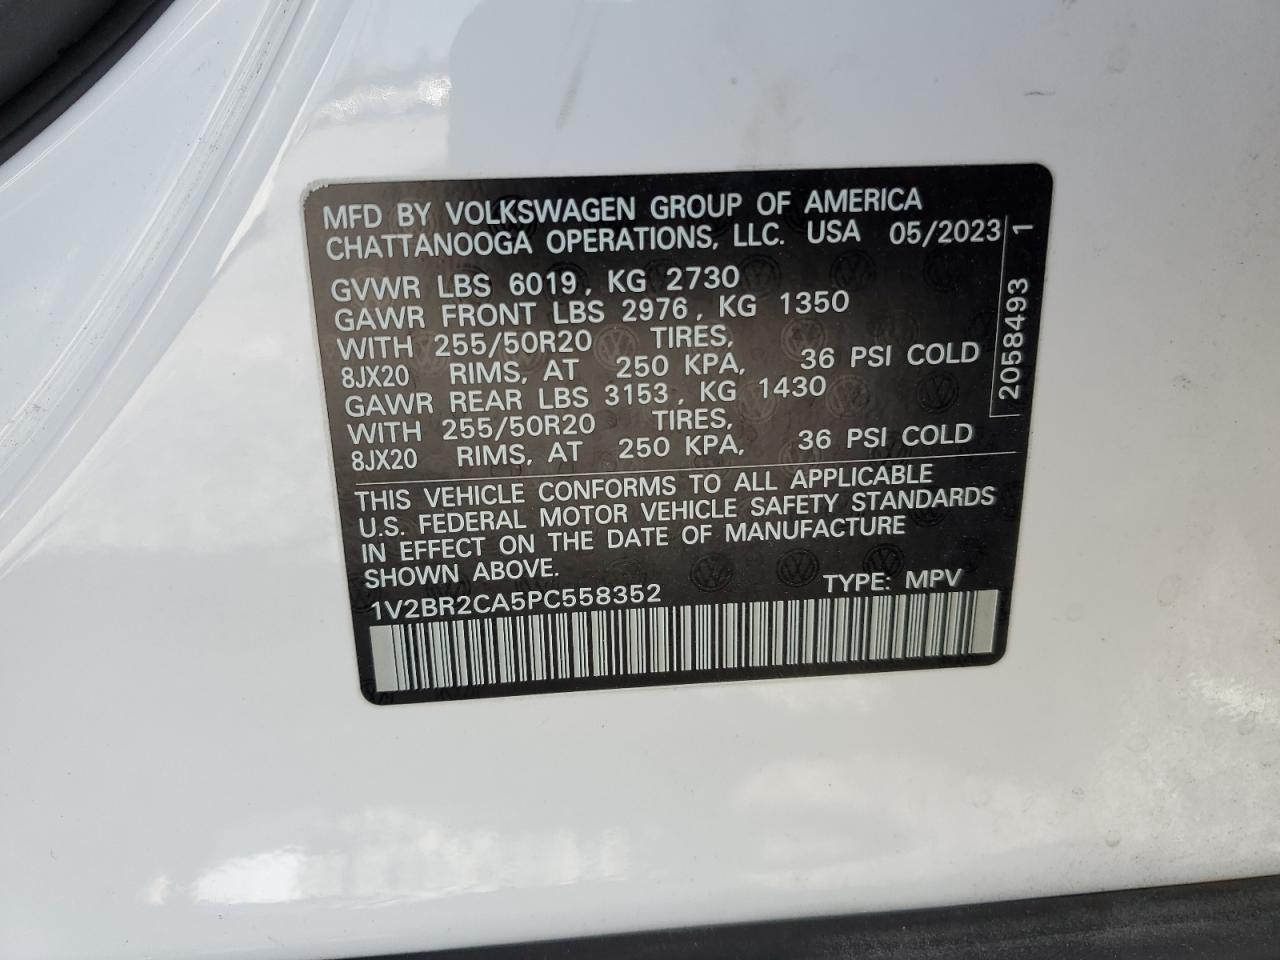 MFD BY VOLKSWAGEN GROUP OF AMERICA
CHATTANOOGA OPERATIONS, LLC. USA 05/2023
GVWR LBS 6019, KG 2730
GAWR FRONT LBS 2976, KG 1350
WITH 255/50R20 TIRES,
8JX20 RIMS, AT 250 KPA, 36 PSI COLD
GAWR REAR LBS 3153, KG 1430
WITH 255/50R20 TIRES,
8JX20 RIMS, AT 250 KPA, 36 PSI COLD
THIS VEHICLE CONFORMS TO ALL APPLICABLE
U.S. FEDERAL MOTOR VEHICLE SAFETY STANDARDS
IN EFFECT ON THE DATE OF MANUFACTURE
SHOWN ABOVE.
1V2BR2CA5PC558352 TYPE: MPV
2058493 1